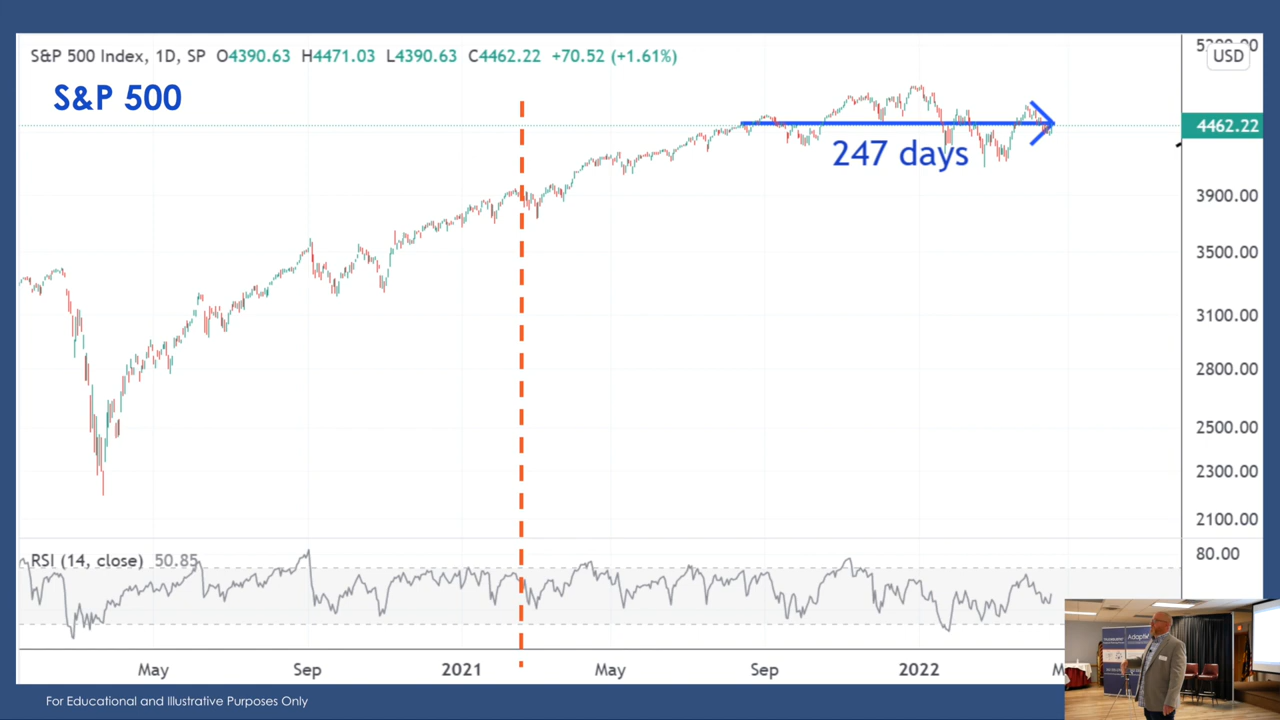 S&P 500 Index, 1D, SP O4390.63 H4471.03 L4390.63 C4462.22 +70.52 (+1.61%)
USD
S&P 500
4462.22
247 days
3900.00
3500.00
3100.00
2800.00
2500.00
2300.00
2100.00
RSI (14, close) 50.85
80.00
May Sep 2021 May Sep 2022
Adaptiv
For Educational and Illustrative Purposes Only